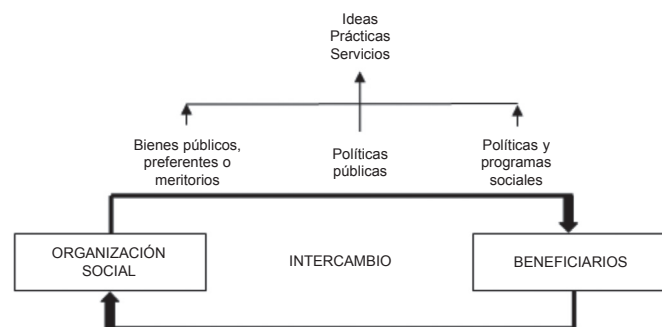 Ideas
Prácticas
Servicios
Bienes públicos,
preferentes o
meritorios
Políticas
públicas
Políticas y
programas
sociales
ORGANIZACIÓN
SOCIAL
INTERCAMBIO
BENEFICIARIOS